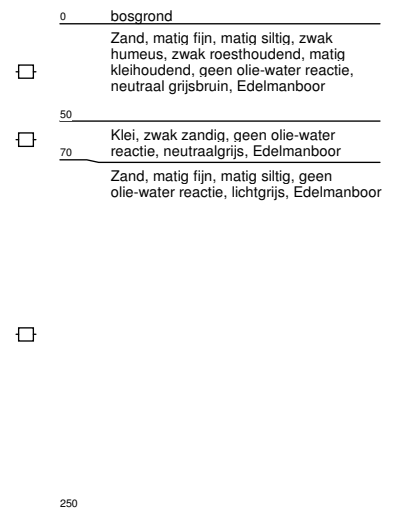 0 bosgrond
Zand, matig fijn, matig siltig, zwak
humeus, zwak roesthoudend, matig
kleihoudend, geen olie-water reactie,
neutraal grijsbruin, Edelmanboor
50
Klei, zwak zandig, geen olie-water
70 reactie, neutraalgrijs, Edelmanboor
Zand, matig fijn, matig siltig, geen
olie-water reactie, lichtgrijs, Edelmanboor
250